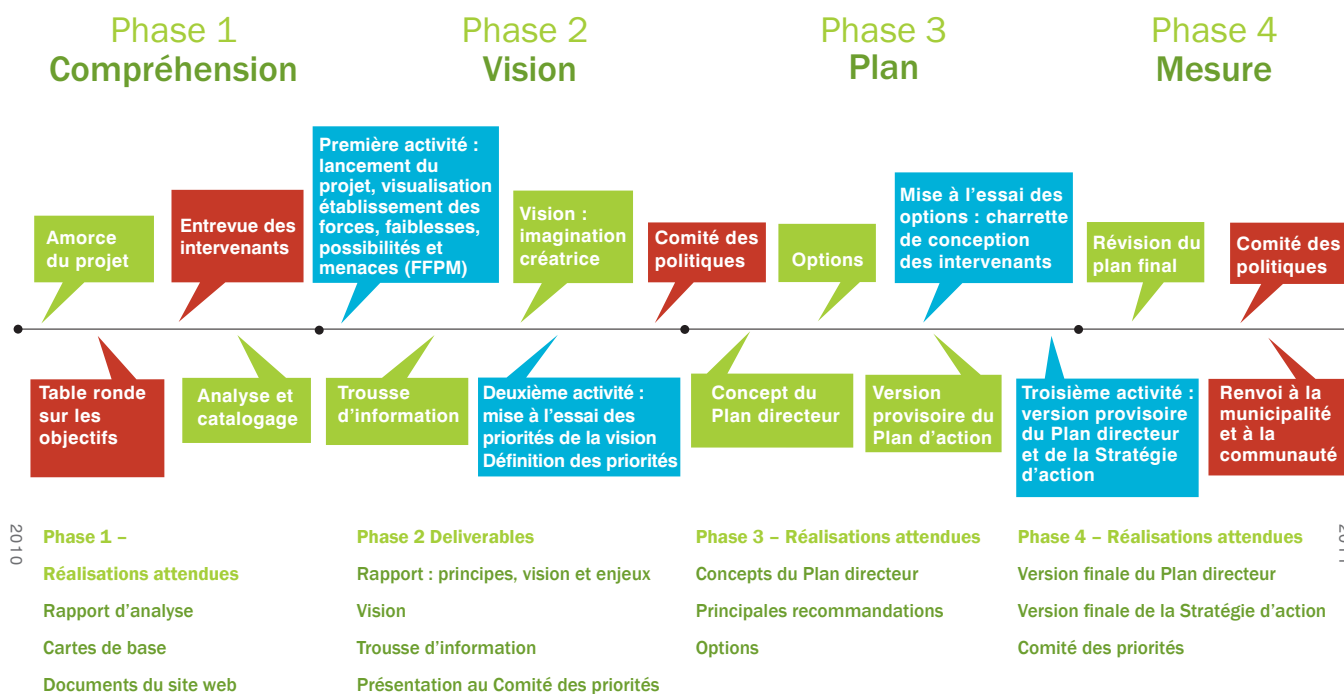 Phase 1
Compréhension
Phase 2
Vision
Phase 3
Plan
Phase 4
Mesure
Amorce
du projet
Entrevue des
intervenants
Première activité :
lancement du
projet, visualisation
établissement des
forces, faiblesses,
possibilités et
menaces (FFPM)
Vision :
imagination
créatrice
Comité des
politiques
Options
Mise à l'essai des
options : charrette
de conception
des intervenants
Révision du
plan final
Comité des
politiques
Table ronde
sur les
objectifs
Analyse et
catalogage
Trousse
d'information
Deuxième activité :
mise à l'essai des
priorités de la vision
Définition des priorités
Concept du
Plan directeur
Version
provisoire du
Plan d'action
Troisième activité :
version provisoire
du Plan directeur
et de la Stratégie
d'action
Renvoi à la
municipalité
et à la
communauté
2010
Phase 1 –
Réalisations attendues
Rapport d'analyse
Cartes de base
Documents du site web
Phase 2 Deliverables
Rapport : principes, vision et enjeux
Vision
Trousse d'information
Présentation au Comité des priorités
Phase 3 – Réalisations attendues
Concepts du Plan directeur
Principales recommandations
Options
Phase 4 – Réalisations attendues
Version finale du Plan directeur
Version finale de la Stratégie d'action
Comité des priorités
2011